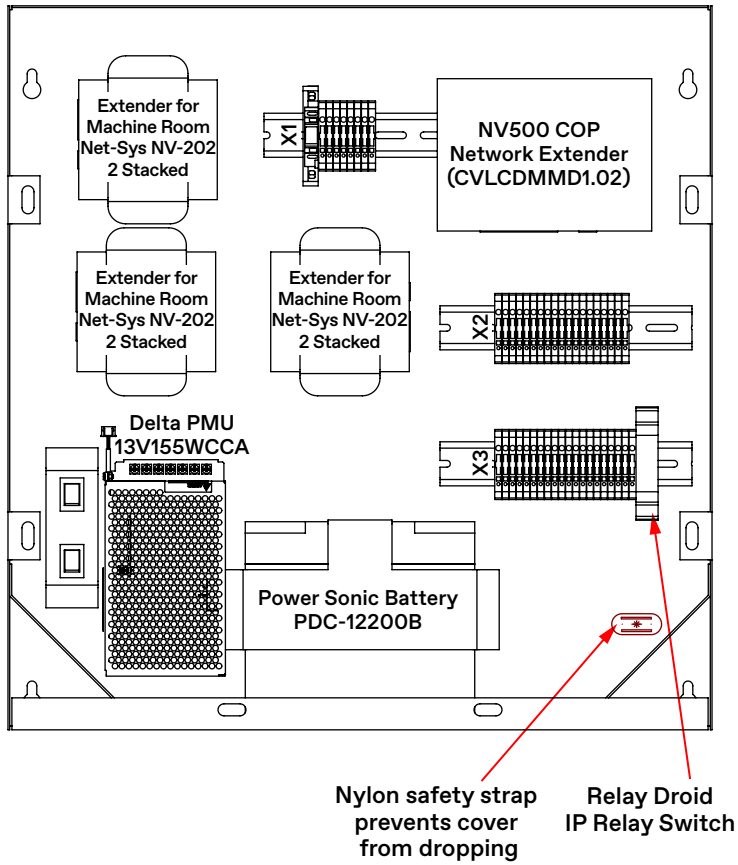 Extender for
Machine Room
Net-Sys NV-202
2 Stacked
X1
NV500 COP
Network Extender
(CVLCDMMD1.02)
Extender for
Machine Room
Net-Sys NV-202
2 Stacked
Extender for
Machine Room
Net-Sys NV-202
2 Stacked
X2
Delta PMU
13V155WCCA
X3
Power Sonic Battery
PDC-12200B
Nylon safety strap
prevents cover
from dropping
Relay Droid
IP Relay Switch